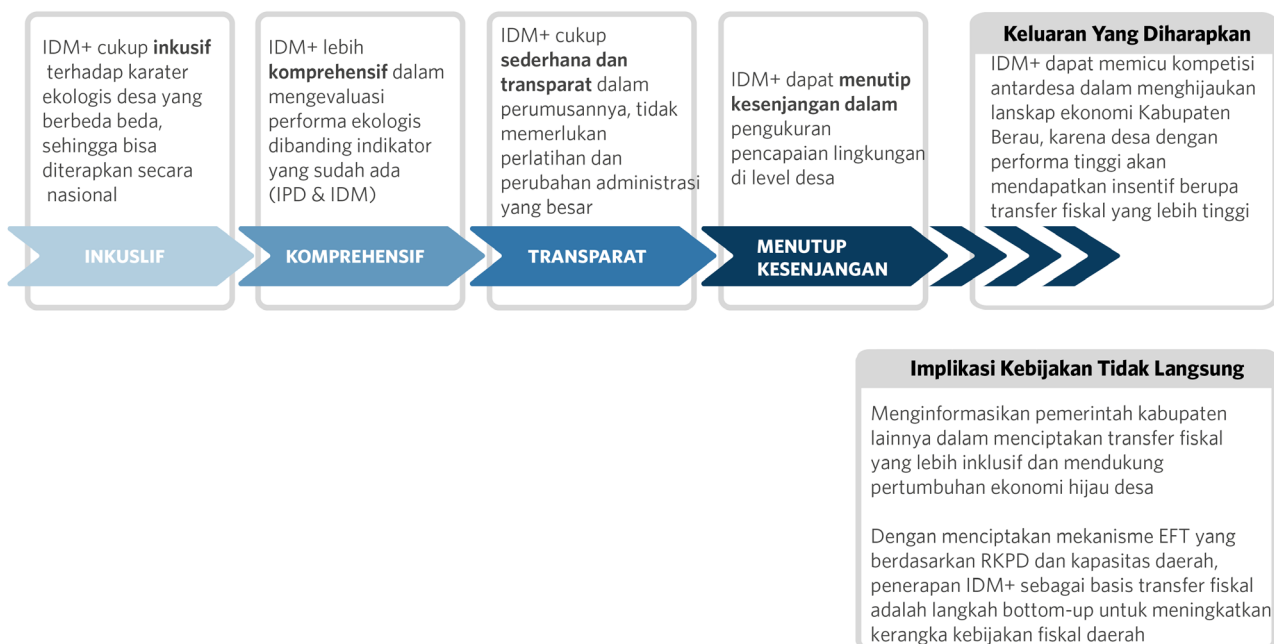 IDM+ cukup inkusif
terhadap karater
ekologis desa yang
berbeda beda,
sehingga bisa
diterapkan secara
nasional
INKUSLIF
IDM+ lebih
komprehensif dalam
mengevaluasi
performa ekologis
dibanding indikator
yang sudah ada
(IPD & IDM)
KOMPREHENSIF
IDM+ cukup
sederhana dan
transparat dalam
perumusannya, tidak
memerlukan
perlatihan dan
perubahan administrasi
yang besar
TRANSPARAT
IDM+ dapat menutip
kesenjangan dalam
pengukuran
pencapaian lingkungan
di level desa
MENUTUP
KESENJANGAN
Keluaran Yang Diharapkan
IDM+ dapat memicu kompetisi
antardesa dalam menghijaukan
lanskap ekonomi Kabupaten
Berau, karena desa dengan
performa tinggi akan
mendapatkan insentif berupa
transfer fiskal yang lebih tinggi
Implikasi Kebijakan Tidak Langsung
Menginformasikan pemerintah kabupaten
lainnya dalam menciptakan transfer fiskal
yang lebih inklusif dan mendukung
pertumbuhan ekonomi hijau desa
Dengan menciptakan mekanisme EFT yang
berdasarkan RKPD dan kapasitas daerah,
penerapan IDM+ sebagai basis transfer fiskal
adalah langkah bottom-up untuk meningkatkan
kerangka kebijakan fiskal daerah